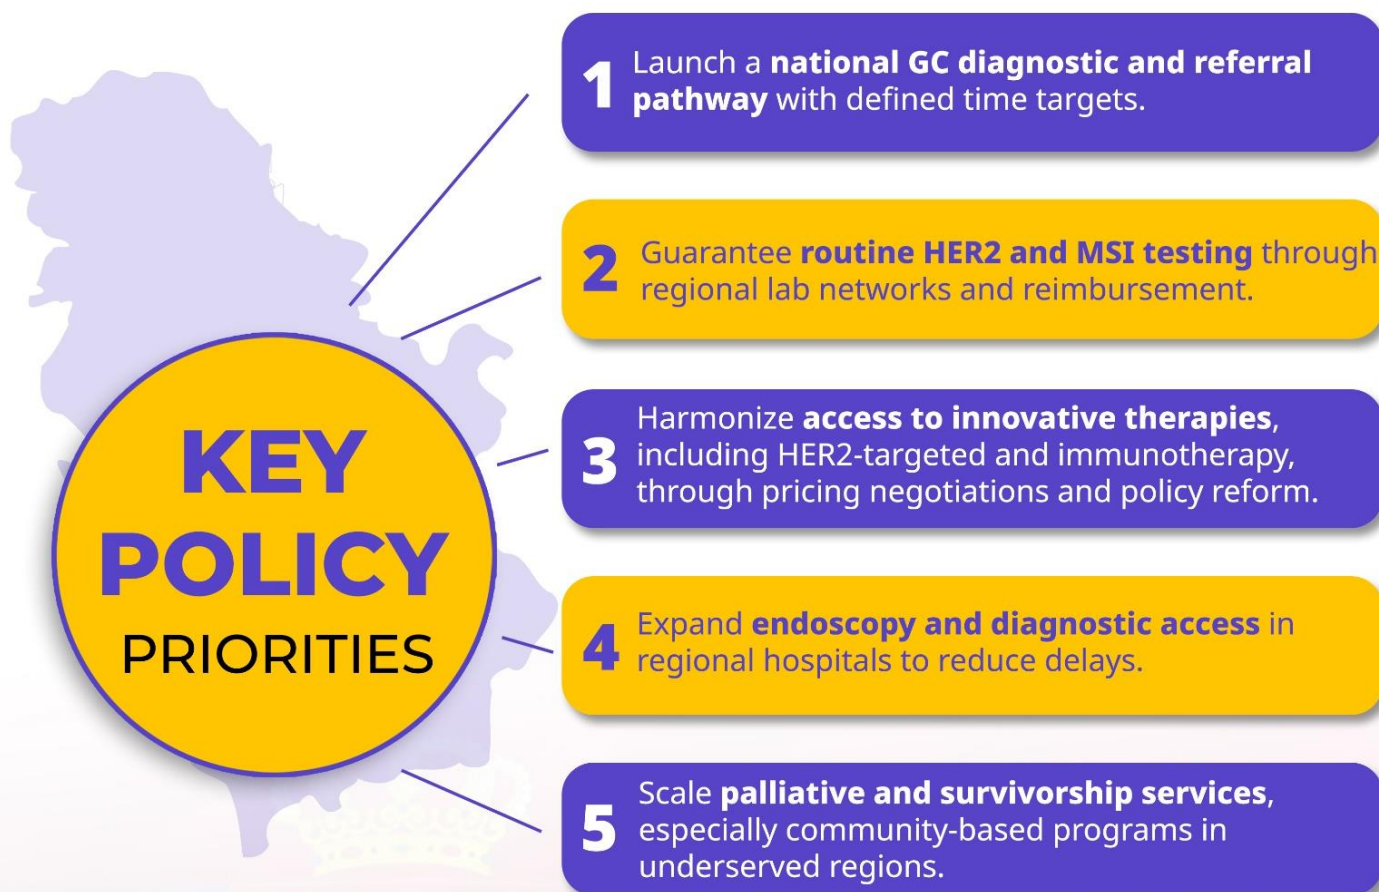 KEY
POLICY
PRIORITIES
1
Launch a national GC diagnostic and referral
pathway with defined time targets.
2
Guarantee routine HER2 and MSI testing through
regional lab networks and reimbursement.
3
Harmonize access to innovative therapies,
including HER2-targeted and immunotherapy,
through pricing negotiations and policy reform.
4
Expand endoscopy and diagnostic access in
regional hospitals to reduce delays.
5
Scale palliative and survivorship services,
especially community-based programs in
underserved regions.